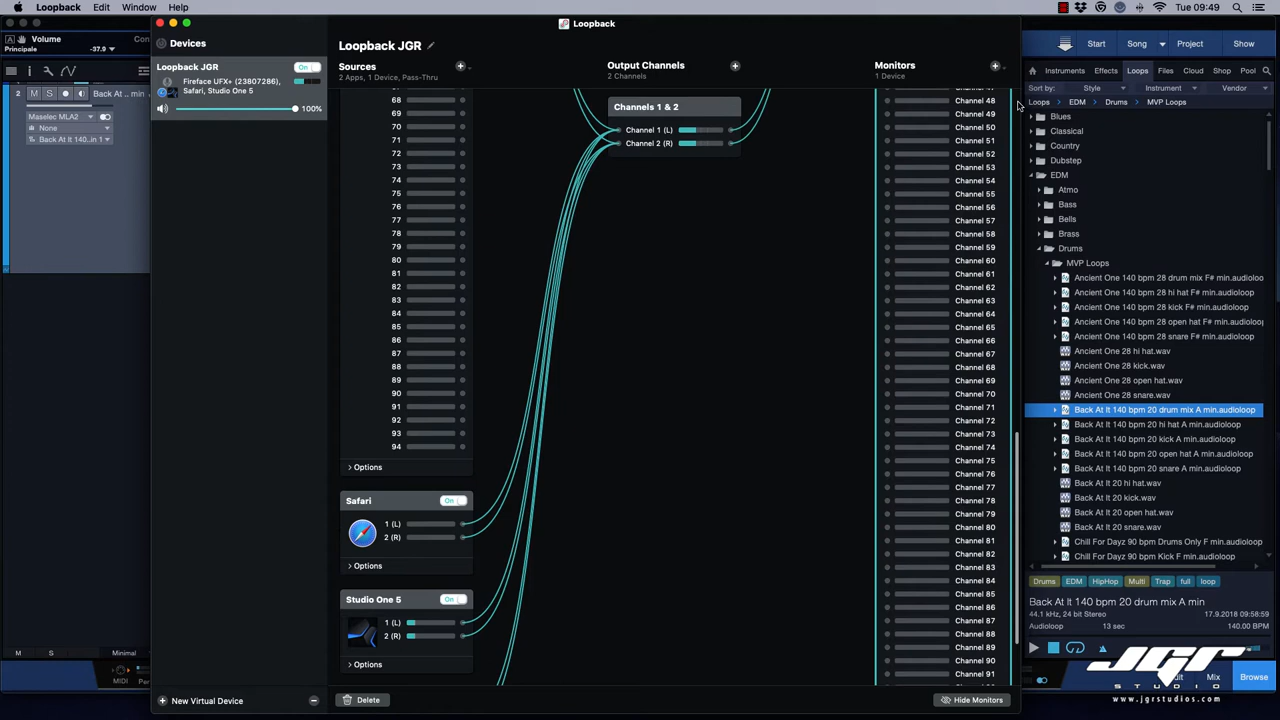 Loopback Edit Window Help
Tue 09:49
Volume
Principale -37.9
2 M S Back At ... min
Maselec MLA2
None
Back At It 140..in 1
M S Minimal
MIDI
Devices
Loopback JGR On
Fireface UFX+ (23807286),
Safari, Studio One 5
100%
New Virtual Device
Loopback
Loopback JGR
Sources
2 Apps, 1 Device, Pass-Thru
68
69
70
71
72
73
74
75
76
77
78
79
80
81
82
83
84
85
86
87
88
89
90
91
92
93
94
Options
Safari On
1 (L)
2 (R)
Options
Studio One 5 On
1 (L)
2 (R)
Options
Delete
Output Channels
2 Channels
Channels 1 & 2
Channel 1 (L)
Channel 2 (R)
Monitors
1 Device
Channel 48
Channel 49
Channel 50
Channel 51
Channel 52
Channel 53
Channel 54
Channel 55
Channel 56
Channel 57
Channel 58
Channel 59
Channel 60
Channel 61
Channel 62
Channel 63
Channel 64
Channel 65
Channel 66
Channel 67
Channel 68
Channel 69
Channel 70
Channel 71
Channel 72
Channel 73
Channel 74
Channel 75
Channel 76
Channel 77
Channel 78
Channel 79
Channel 80
Channel 81
Channel 82
Channel 83
Channel 84
Channel 85
Channel 86
Channel 87
Channel 88
Channel 89
Channel 90
Channel 91
Hide Monitors
Start Song Project Show
Instruments Effects Loops Files Cloud Shop Pool
Sort by: Style Instrument Vendor
Loops EDM Drums MVP Loops
Blues
Classical
Country
Dubstep
EDM
Atmo
Bass
Bells
Brass
Drums
MVP Loops
Ancient One 140 bpm 28 drum mix F# min.audioloop
Ancient One 140 bpm 28 hi hat F# min.audioloop
Ancient One 140 bpm 28 kick F# min.audioloop
Ancient One 140 bpm 28 open hat F# min.audioloop
Ancient One 140 bpm 28 snare F# min.audioloop
Ancient One 28 hi hat.wav
Ancient One 28 kick.wav
Ancient One 28 open hat.wav
Ancient One 28 snare.wav
Back At It 140 bpm 20 drum mix A min.audioloop
Back At It 140 bpm 20 hi hat A min.audioloop
Back At It 140 bpm 20 kick A min.audioloop
Back At It 140 bpm 20 open hat A min.audioloop
Back At It 140 bpm 20 snare A min.audioloop
Back At It 20 hi hat.wav
Back At It 20 kick.wav
Back At It 20 open hat.wav
Back At It 20 snare.wav
Chill For Dayz 90 bpm Drums Only F min.audioloop
Chill For Dayz 90 bpm Kick F min.audioloop
Drums EDM HipHop Multi Trap full loop
Back At It 140 bpm 20 drum mix A min
44.1 kHz, 24 bit Stereo 17.9.2018 09:58:59
Audioloop 13 sec 140.00 BPM
Mix Browse
JGR
STUDIO
www.jgrstudios.com